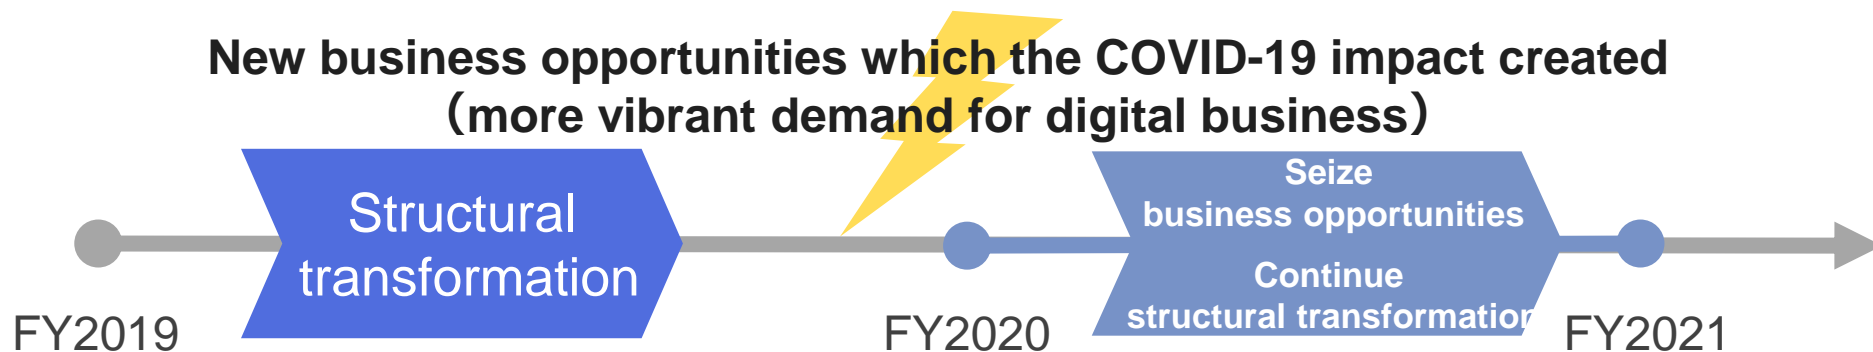 New business opportunities which the COVID-19 impact created
（more vibrant demand for digital business）
Structural
transformation
Seize
business opportunities
Continue
structural transformation
FY2019
FY2020
FY2021